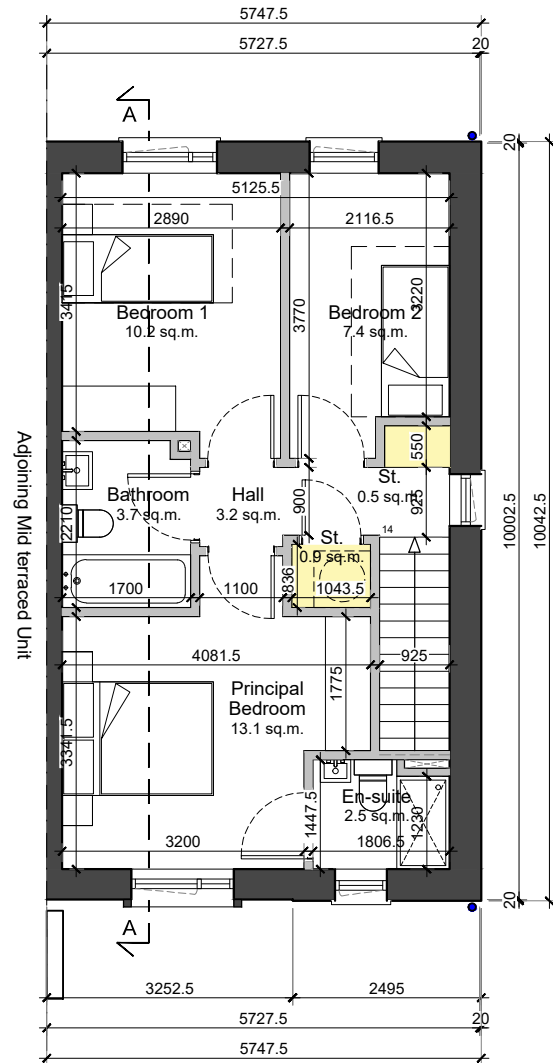 5747.5
5727.5
20
A
20
5125.5
2890
2116.5
3415
3770
3220
Bedroom 1
10.2 sq.m.
Bedroom 2
7.4 sq.m.
550
Adjoining Mid terraced Unit
Bathroom
3.7 sq.m.
Hall
3.2 sq.m.
900
St.
0.5 sq.m.
925
10002.5
10042.5
2210
14
St.
0.9 sq.m.
836
1700
1100
1043.5
4081.5
925
1775
Principal
Bedroom
13.1 sq.m.
3341.5
En-suite
2.5 sq.m.
1447.5
1230
3200
1806.5
20
A
3252.5
2495
5727.5
20
5747.5